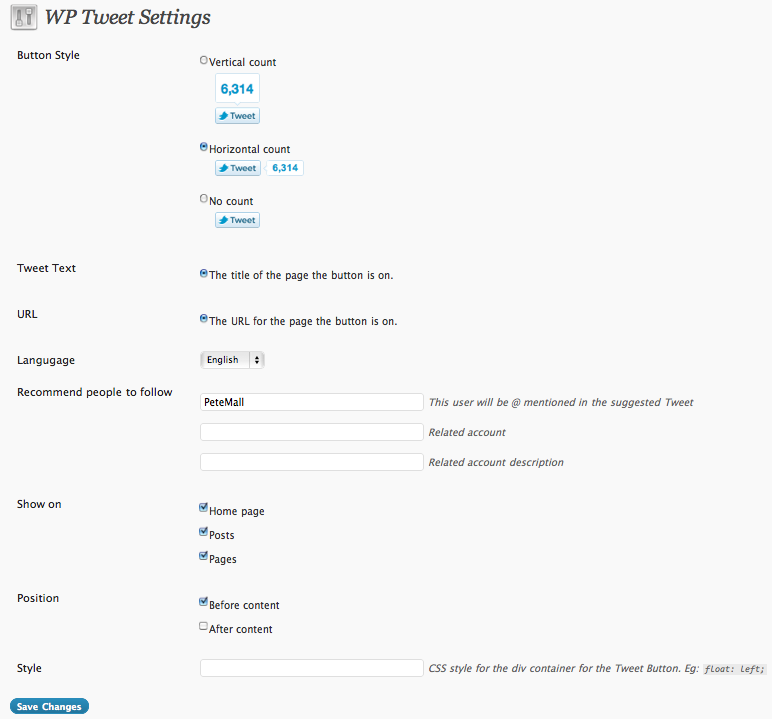 WP Tweet Settings
Button Style
Vertical count
6,314
Tweet
Horizontal count
Tweet 6,314
No count
Tweet
Tweet Text
The title of the page the button is on.
URL
The URL for the page the button is on.
Langugage
English
Recommend people to follow
PeteMall This user will be @ mentioned in the suggested Tweet
Related account
Related account description
Show on
Home page
Posts
Pages
Position
Before content
After content
Style
CSS style for the div container for the Tweet Button. Eg: float: left;
Save Changes